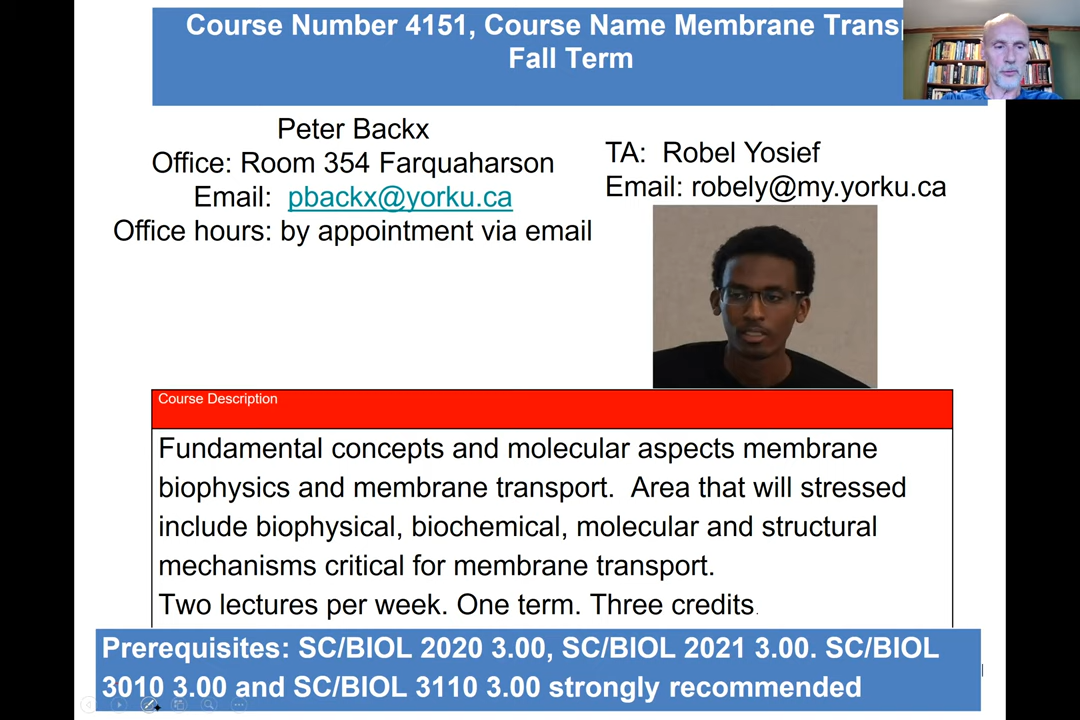 Course Number 4151, Course Name Membrane
Fall Term
Peter Backx
Office: Room 354 Farquaharson
Email: pbackx@yorku.ca
Office hours: by appointment via email
TA: Robel Yosief
Email: robely@my.yorku.ca
Course Description
Fundamental concepts and molecular aspects membrane
biophysics and membrane transport. Area that will stressed
include biophysical, biochemical, molecular and structural
mechanisms critical for membrane transport.
Two lectures per week. One term. Three credits.
Prerequisites: SC/BIOL 2020 3.00, SC/BIOL 2021 3.00. SC/BIOL
3010 3.00 and SC/BIOL 3110 3.00 strongly recommended